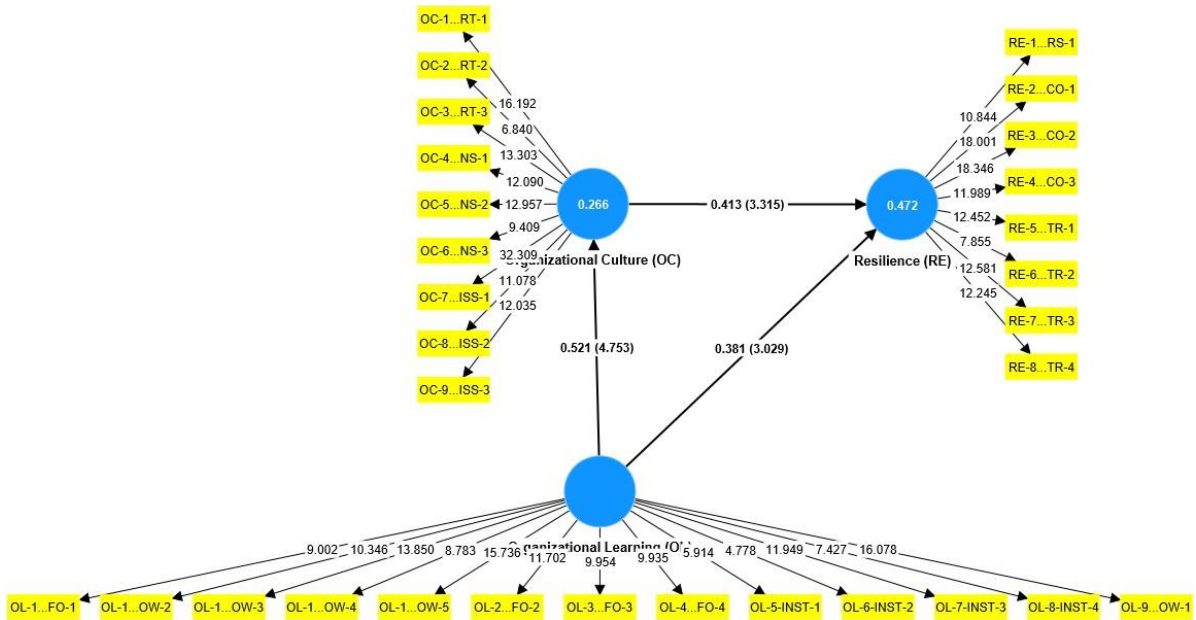 OC-1...RT-1
OC-2...RT-2
OC-3...RT-3
OC-4...NS-1
OC-5...NS-2
OC-6...NS-3
OC-7...ISS-1
OC-8...ISS-2
OC-9...ISS-3
16.192
6.840
13.303
12.090
12.957
9.409
32.309
11.078
12.035
0.266
Organizational Culture (OC)
0.413 (3.315)
0.472
Resilience (RE)
10.844
18.001
18.346
11.989
12.452
7.855
12.581
12.245
RE-1...RS-1
RE-2...CO-1
RE-3...CO-2
RE-4...CO-3
RE-5...TR-1
RE-6...TR-2
RE-7...TR-3
RE-8...TR-4
0.521 (4.753)
0.381 (3.029)
Organizational Learning (OL)
9.002
10.346
13.850
8.783
15.736
11.702
9.954
9.935
5.914
4.778
11.949
7.427
16.078
OL-1...FO-1
OL-1...OW-2
OL-1...OW-3
OL-1...OW-4
OL-1...OW-5
OL-2...FO-2
OL-3...FO-3
OL-4...FO-4
OL-5-INST-1
OL-6-INST-2
OL-7-INST-3
OL-8-INST-4
OL-9...OW-1